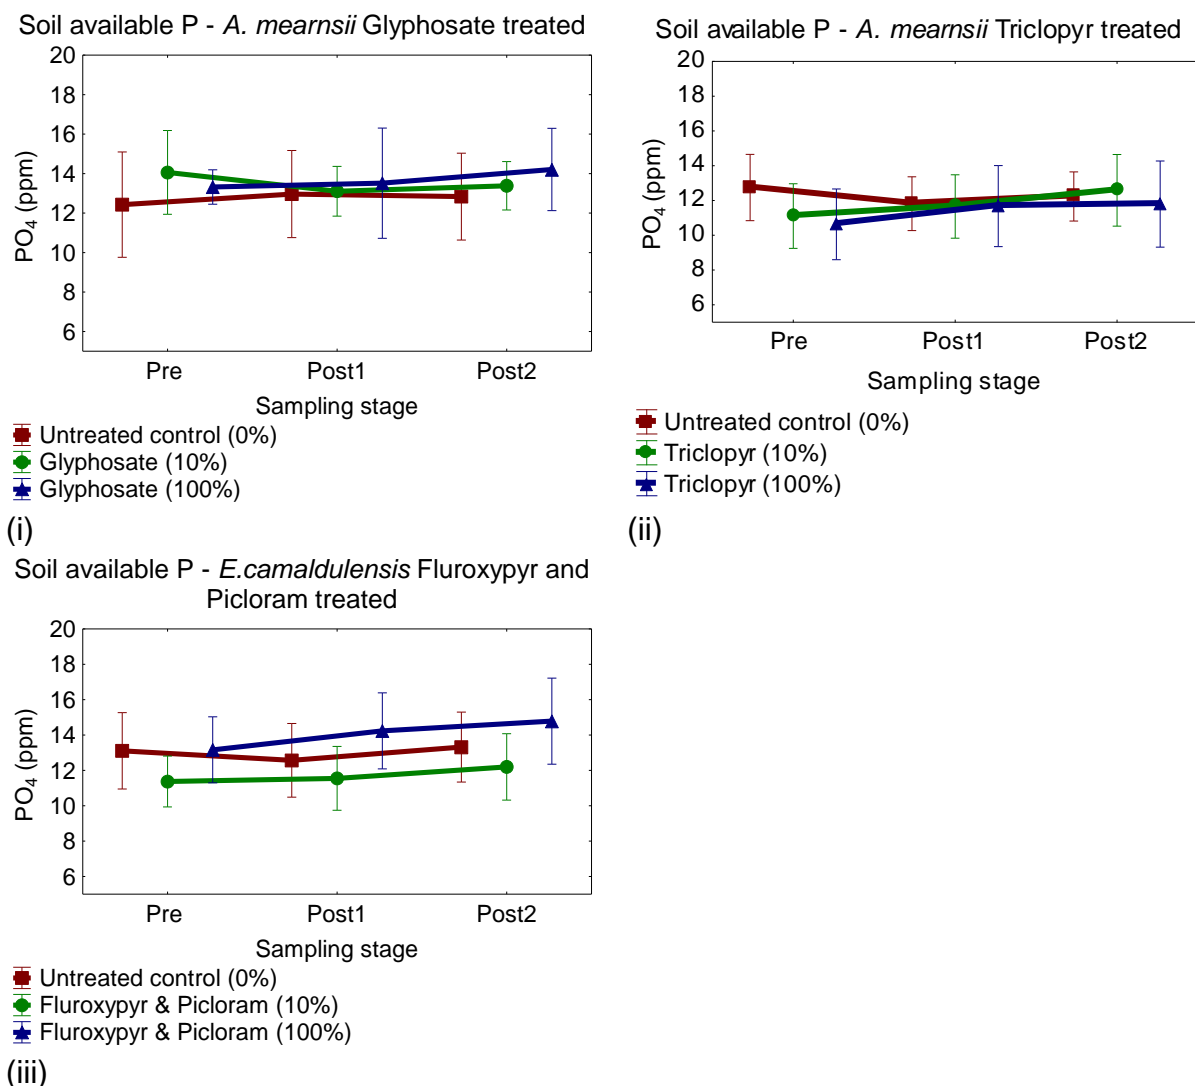 Soil available P - A. mearnsii Glyphosate treated
20
18
16
14
12
10
8
6
PO4 (ppm)
Pre Post1 Post2
Sampling stage
Untreated control (0%)
Glyphosate (10%)
Glyphosate (100%)
(i)
Soil available P - A. mearnsii Triclopyr treated
20
18
16
14
12
10
8
6
PO4 (ppm)
Pre Post1 Post2
Sampling stage
Untreated control (0%)
Triclopyr (10%)
Triclopyr (100%)
(ii)
Soil available P - E.camaldulensis Fluroxypyr and
Picloram treated
20
18
16
14
12
10
8
6
PO4 (ppm)
Pre Post1 Post2
Sampling stage
Untreated control (0%)
Fluroxypyr & Picloram (10%)
Fluroxypyr & Picloram (100%)
(iii)